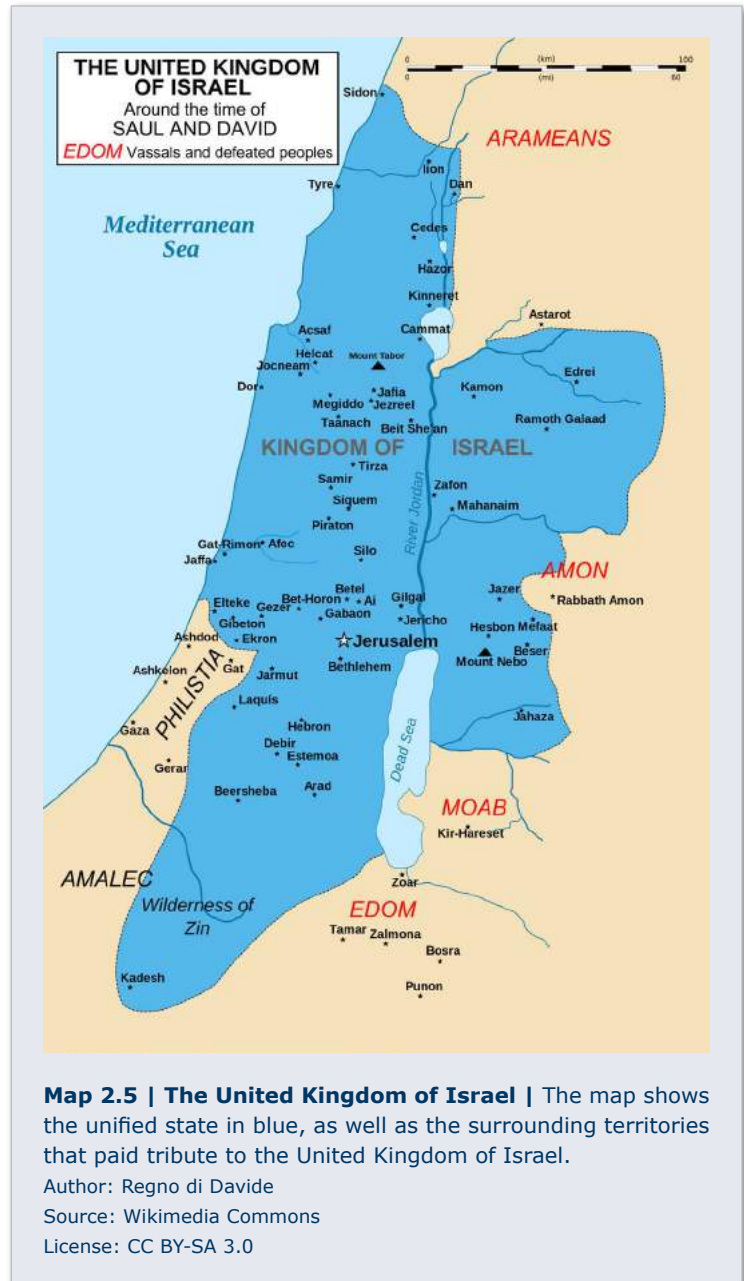 THE UNITED KINGDOM
OF ISRAEL
Around the time of
SAUL AND DAVID
EDOM Vassals and defeated peoples
0 (km) 100
0 (mi) 60
Sidon
ARAMEANS
Iion
Tyre
Dan
Mediterranean
Sea
Cedes
Hazor
Kinneret
Astarot
Acsaf
Cammat
Helcat
Mount Tabor
Jocneam
Edrei
Dor
Kamon
Jafia
Megiddo
Jezreel
Taanach
Ramoth Galaad
Beit She'an
KINGDOM OF ISRAEL
Tirza
Samir
Zafon
Siquem
Mahanaim
Piraton
River Jordan
Gat-Rimon
Afec
Silo
Jaffa
AMON
Betel
Jazer
Rabbath Amon
Elteke
Gezer
Bet-Horon
Ai
Gilgal
Gibeton
Gabaon
Jericho
Hesbon
Mefaat
Ashdod
Ekron
Jerusalem
Beser
Ashkelon
Gat
Bethlehem
Mount Nebo
Jarmut
PHILISTIA
Laquis
Jahaza
Gaza
Hebron
Dead Sea
Debir
Gerar
Estemoa
Beersheba
Arad
MOAB
Kir-Hareset
AMALEC
Zoar
Wilderness of
Zin
EDOM
Tamar
Zalmona
Bosra
Kadesh
Punon
Map 2.5 | The United Kingdom of Israel | The map shows
the unified state in blue, as well as the surrounding territories
that paid tribute to the United Kingdom of Israel.
Author: Regno di Davide
Source: Wikimedia Commons
License: CC BY-SA 3.0